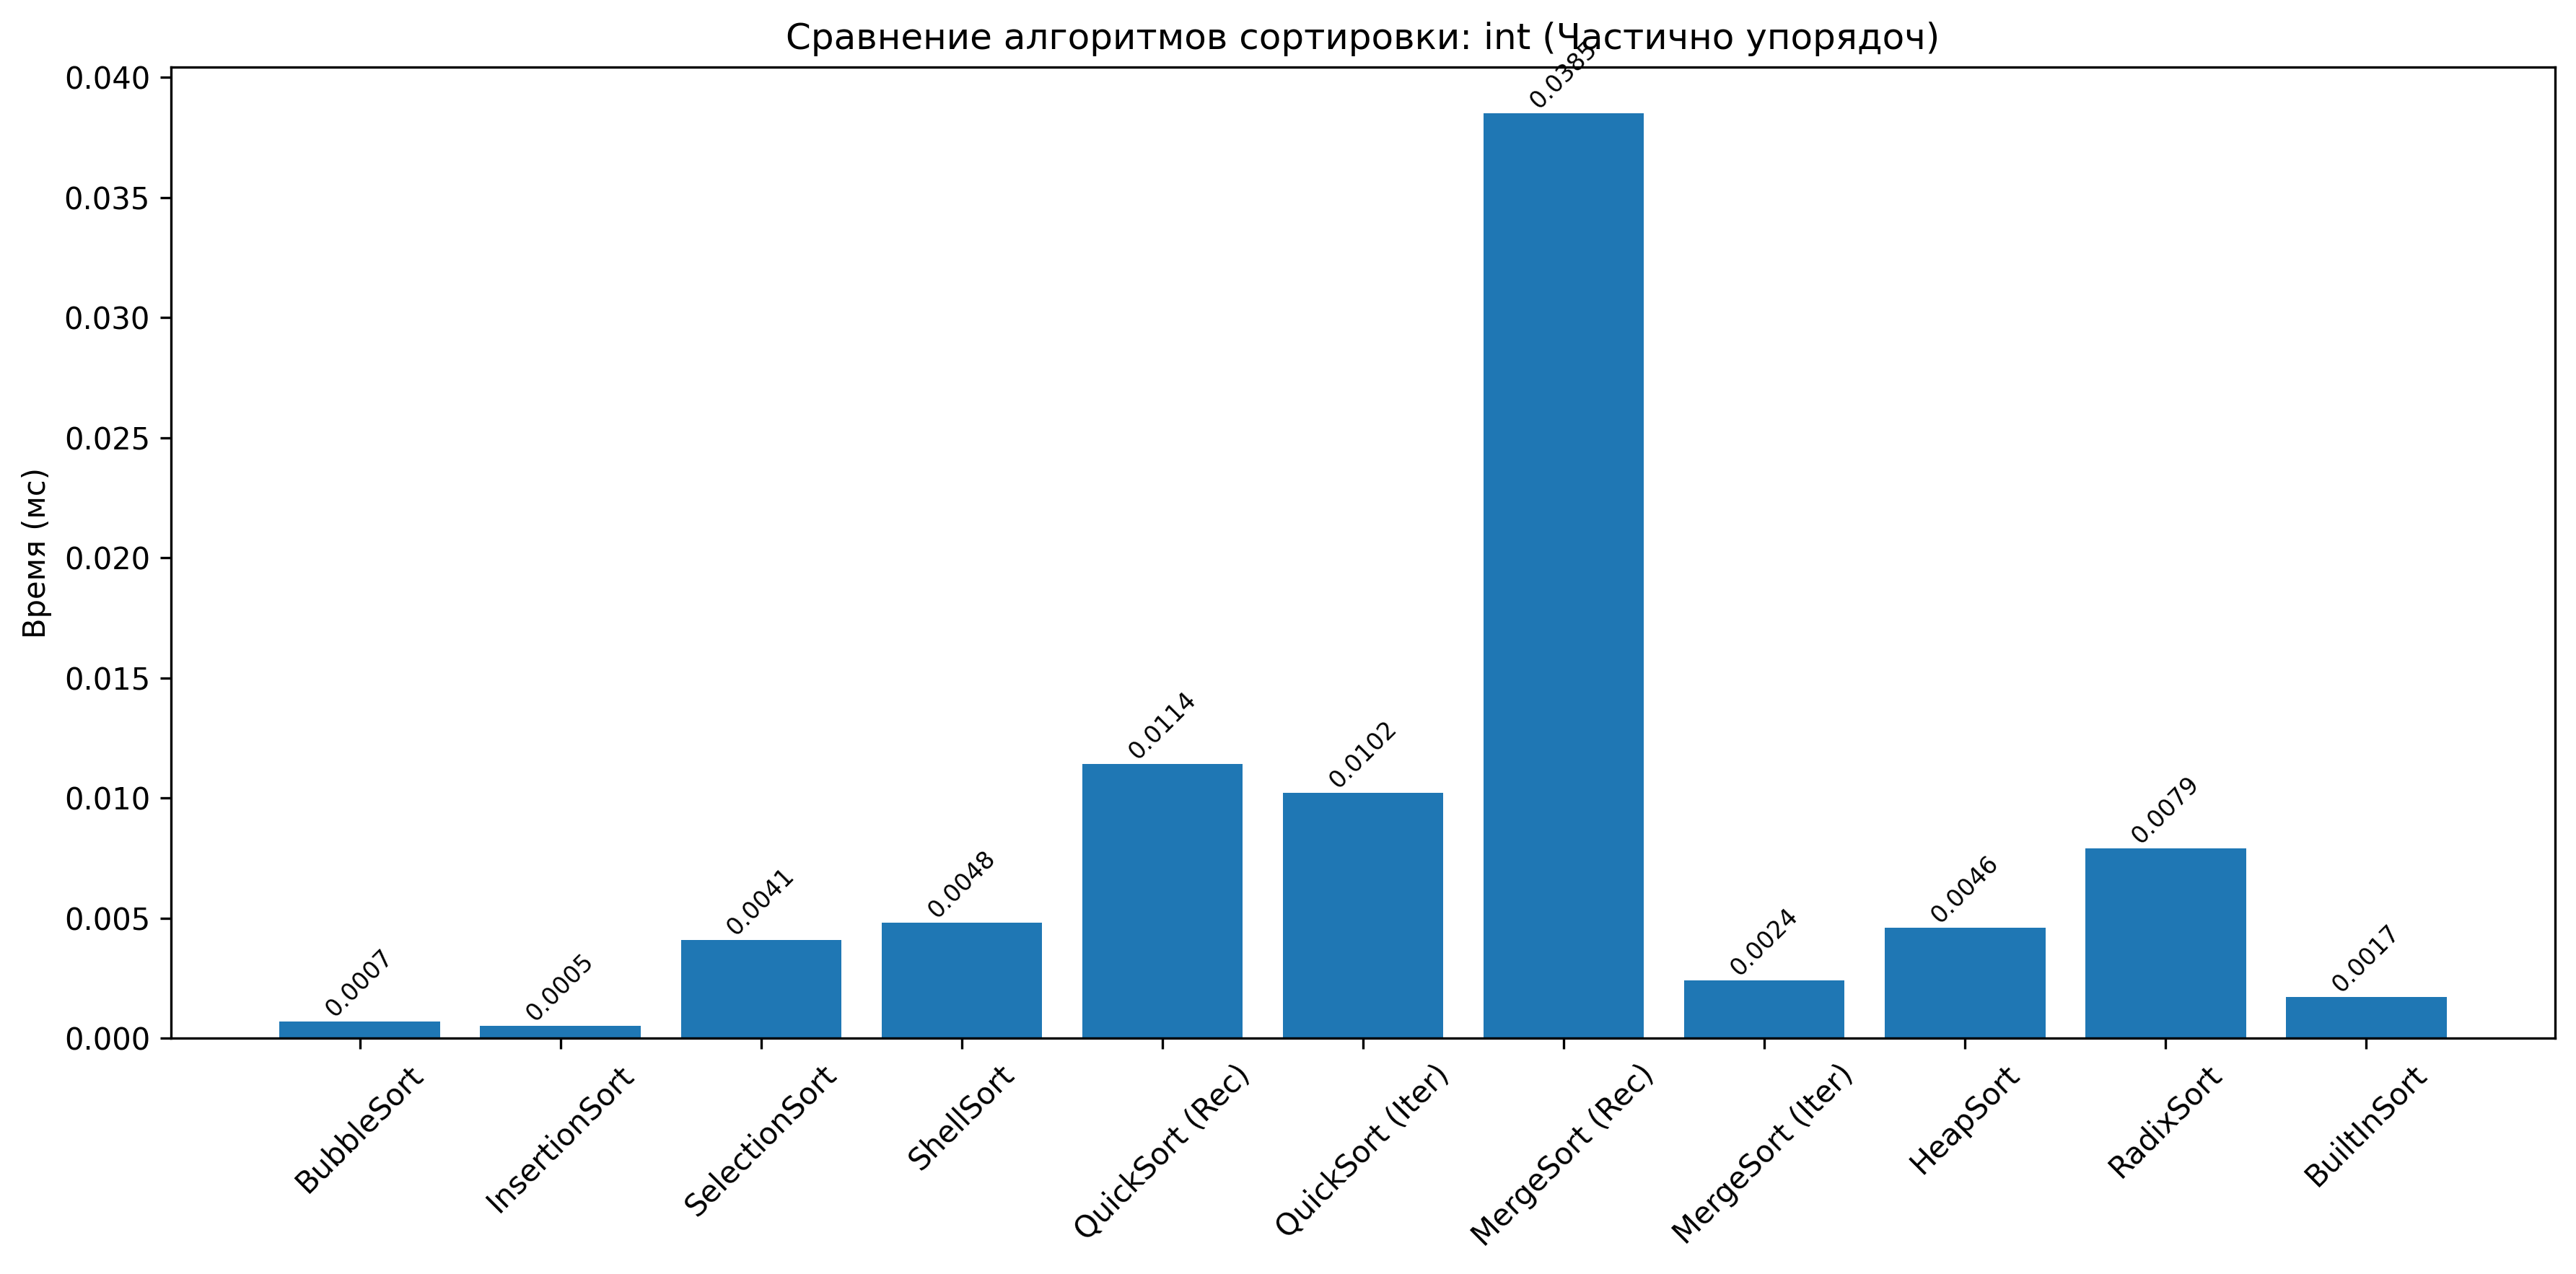 Сравнение алгоритмов сортировки: int (Частично упорядоч)
Время (мс)
0.040
0.035
0.030
0.025
0.020
0.015
0.010
0.005
0.000
0.0007
0.0005
0.0041
0.0048
0.0114
0.0102
0.0385
0.0024
0.0046
0.0079
0.0017
BubbleSort
InsertionSort
SelectionSort
ShellSort
QuickSort (Rec)
QuickSort (Iter)
MergeSort (Rec)
MergeSort (Iter)
HeapSort
RadixSort
BuiltInSort